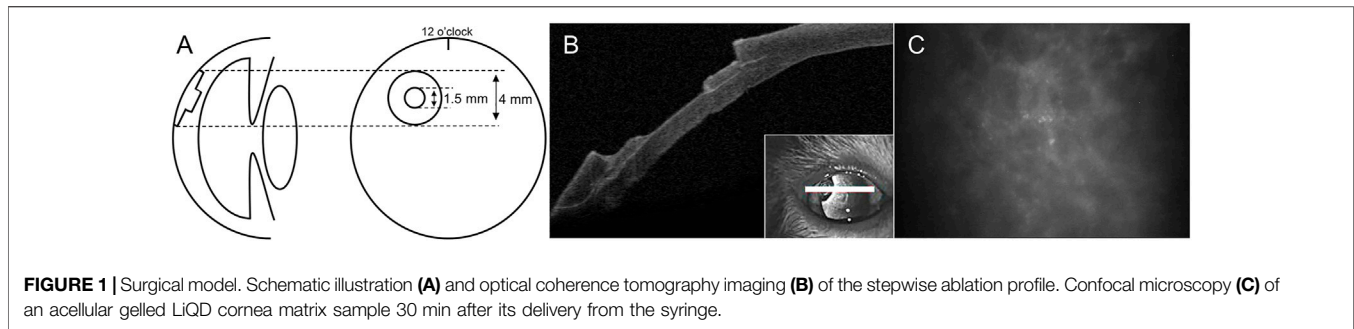 A
12 o'clock
1.5 mm
4 mm
B
C
FIGURE 1 | Surgical model. Schematic illustration (A) and optical coherence tomography imaging (B) of the stepwise ablation profile. Confocal microscopy (C) of
an acellular gelled LiQD cornea matrix sample 30 min after its delivery from the syringe.